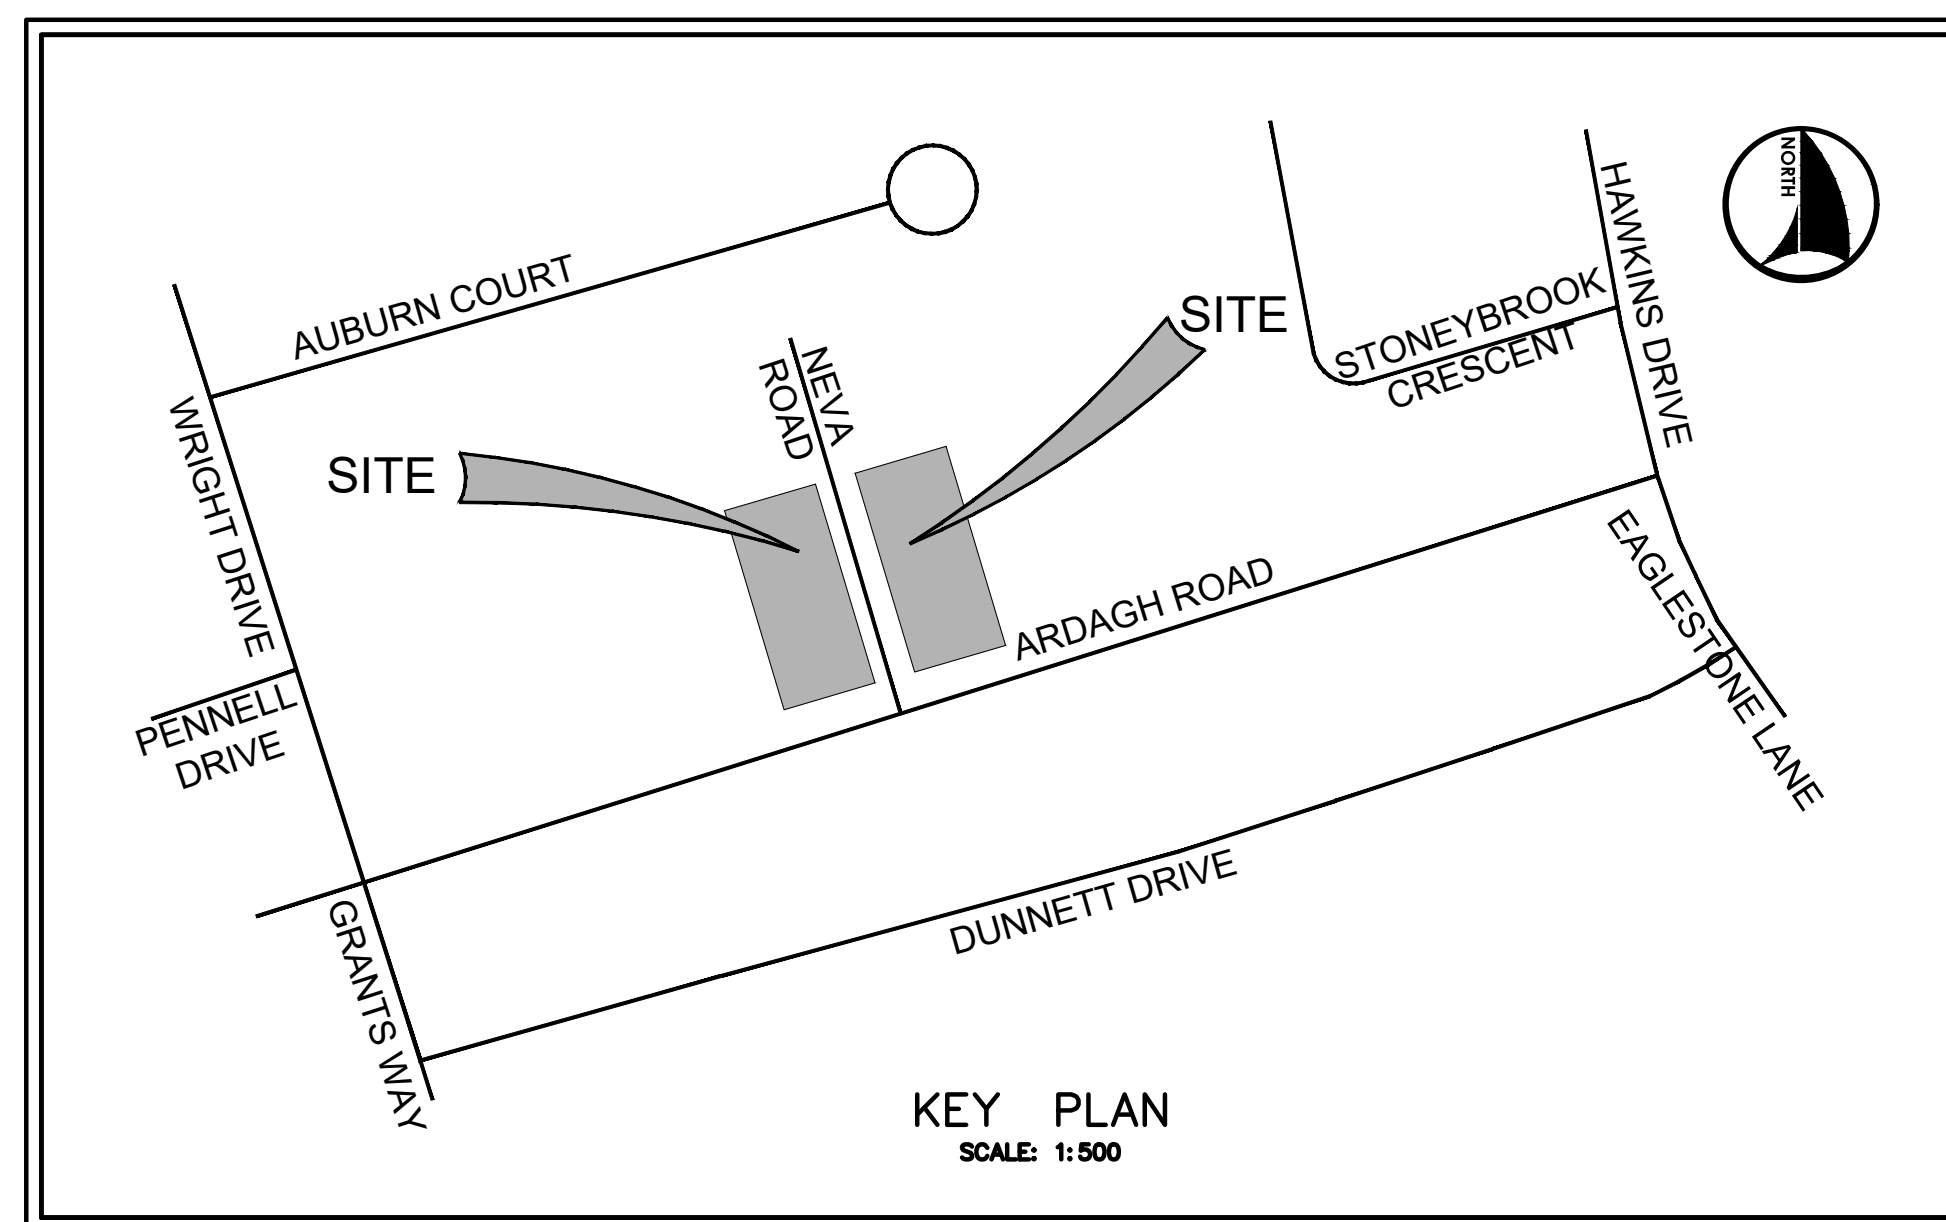 NORTH
HAWKINS DRIVE
AUBURN COURT
SITE
STONEYBROOK
CRESCENT
NEVA
ROAD
WRIGHT DRIVE
SITE
EAGLESTONE LANE
ARDAGH ROAD
PENNELL
DRIVE
DUNNETT DRIVE
GRANTS WAY
KEY PLAN
SCALE: 1:500